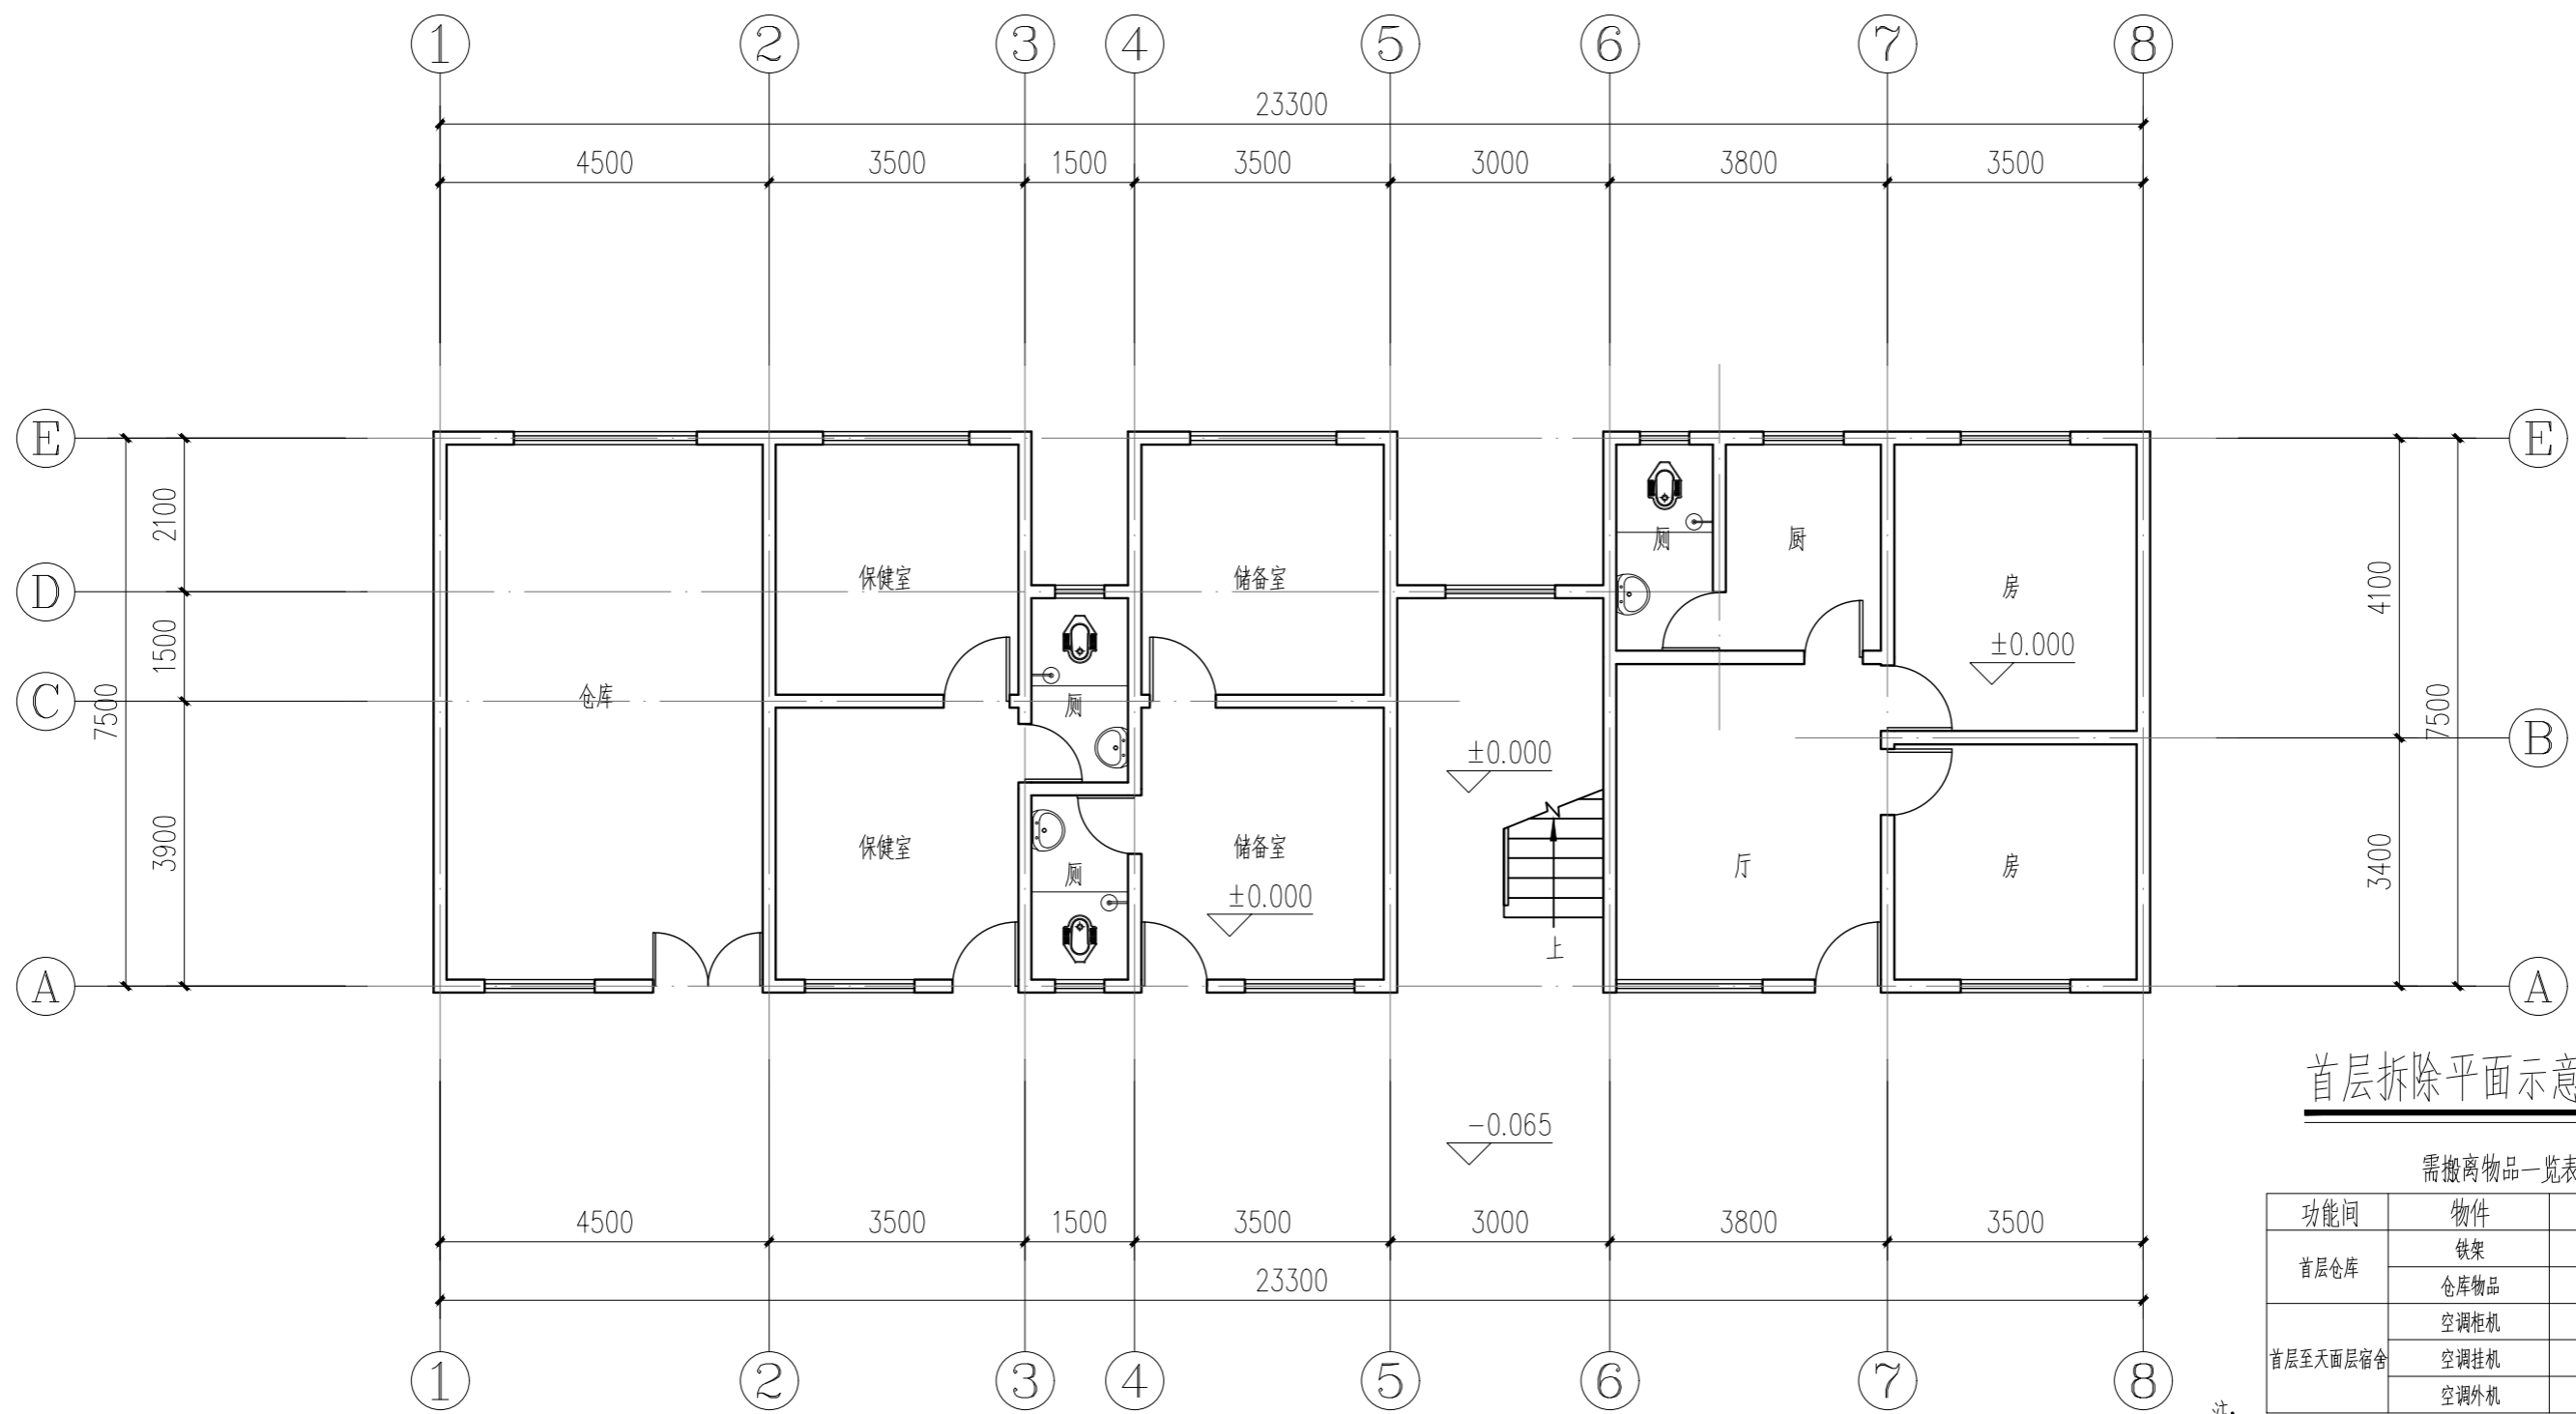 1 2 3 4 5 6 7 8
23300
4500 3500 1500 3500 3000 3800 3500
E E
2100
厕 厨
D
保健室 储备室 房
4100
1500
±0.000
仓库 厕
C
7500 7500
B
±0.000
3900
保健室 储备室 厅 房
3400
厕
±0.000
上
A A
首层拆除平面示意
-0.065
需搬离物品一览表
4500 3500 1500 3500 3000 3800 3500
功能间 物件
首层仓库 铁架
仓库物品
23300
首层至天面层宿舍 空调柜机
空调挂机
空调外机
1 2 3 4 5 6 7 8
注: